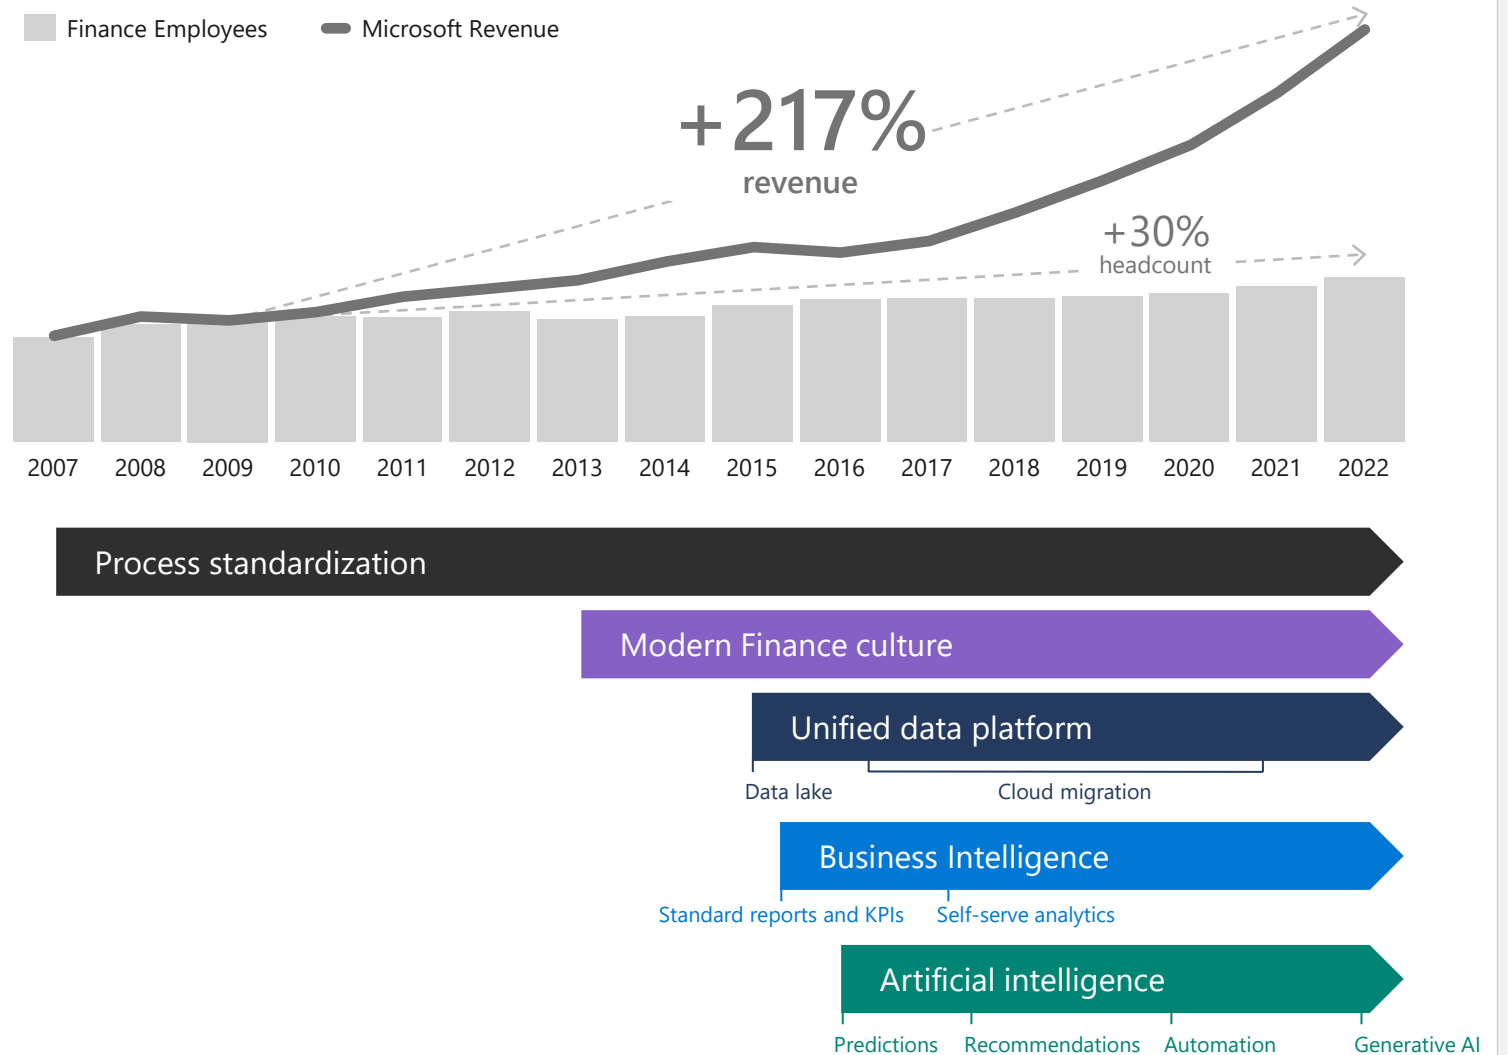 Finance Employees Microsoft Revenue
+217%
revenue
+30%
headcount
2007 2008 2009 2010 2011 2012 2013 2014 2015 2016 2017 2018 2019 2020 2021 2022
Process standardization
Modern Finance culture
Unified data platform
Data lake Cloud migration
Business Intelligence
Standard reports and KPIs Self-serve analytics
Artificial intelligence
Predictions Recommendations Automation Generative AI